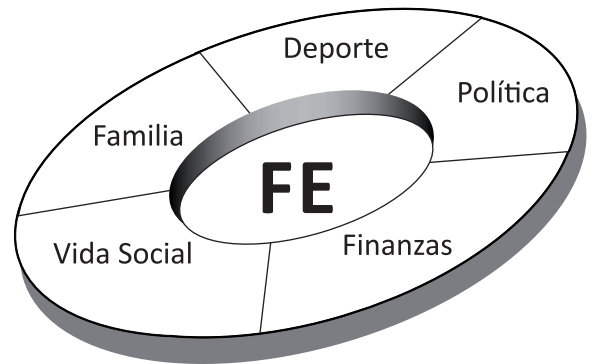 Deporte
Política
Familia
FE
Vida Social
Finanzas